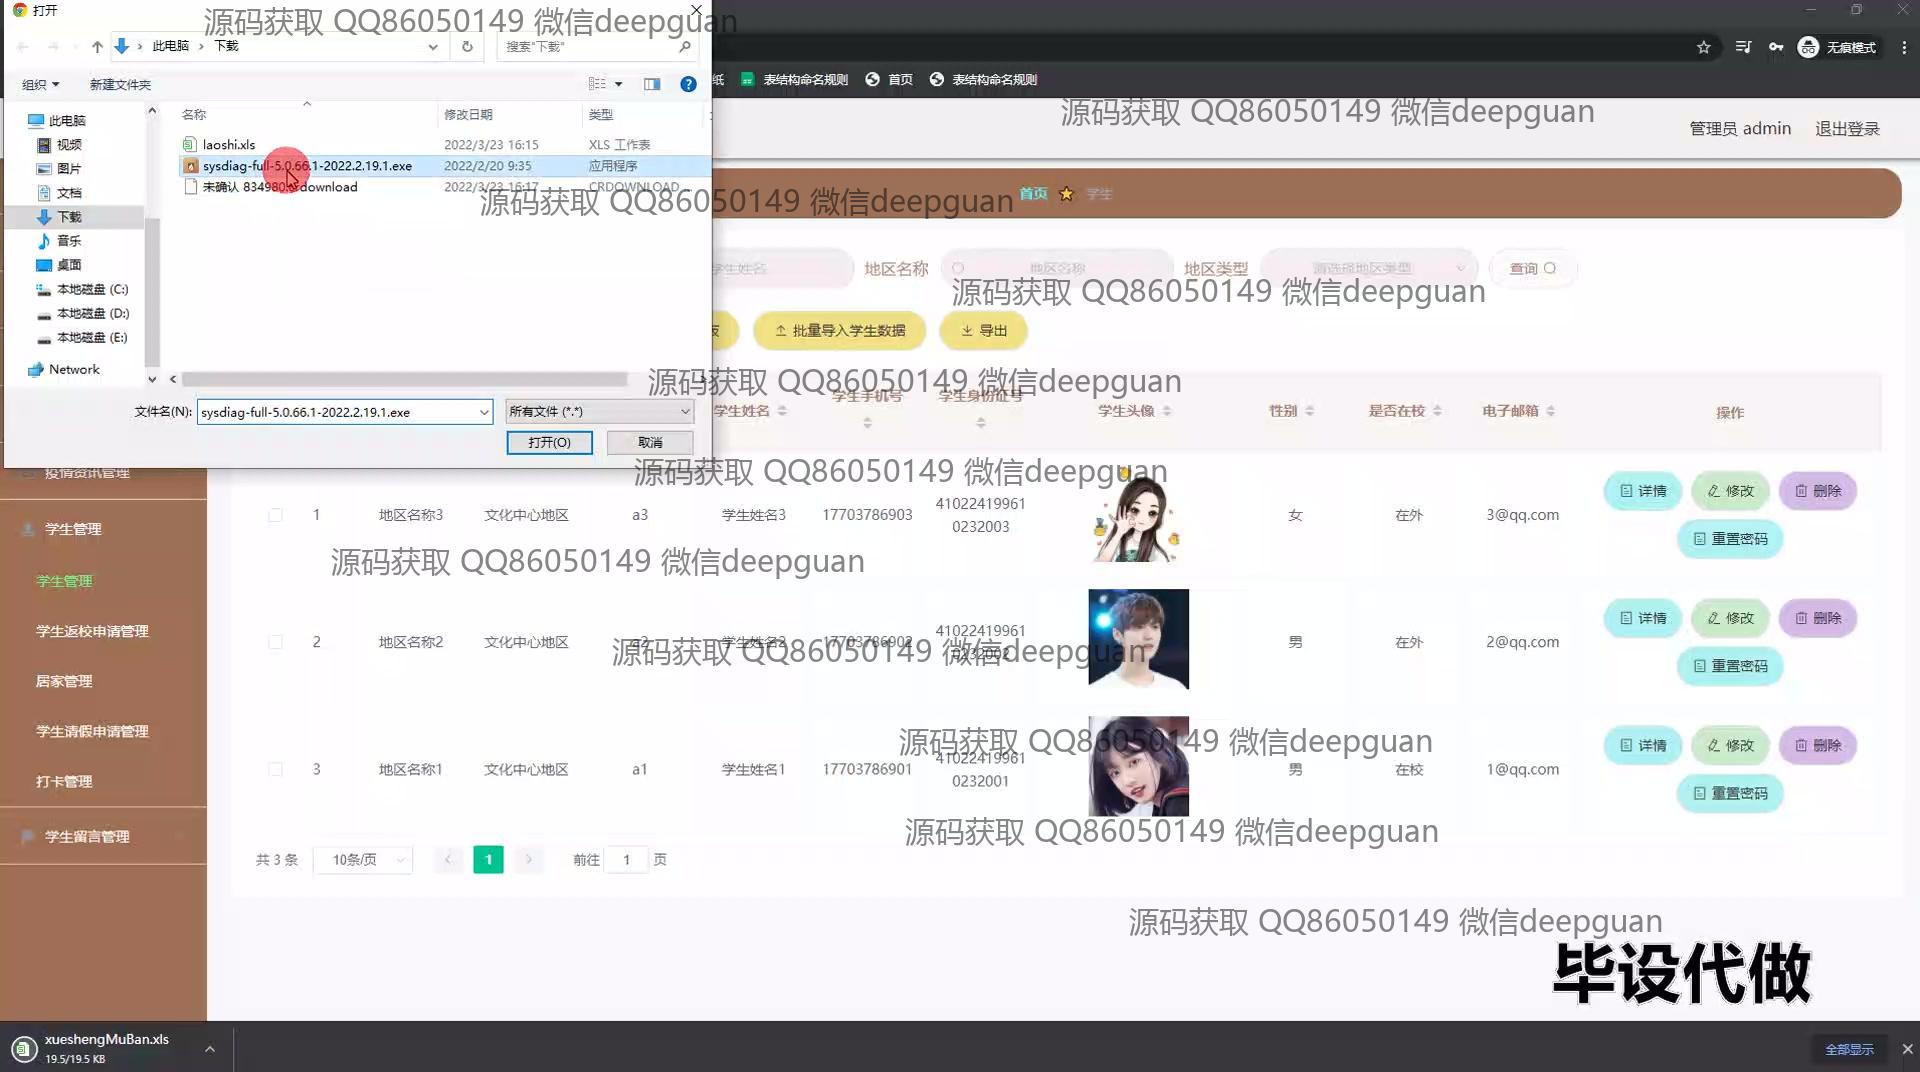 打开
源码获取 QQ86050149 微信deepguan
此电脑 › 下载
搜索"下载"
无痕模式
组织
新建文件夹
纸
表结构命名规则
首页
表结构命名规则
源码获取 QQ86050149 微信deepguan
管理员 admin
退出登录
名称
修改日期
类型
此电脑
视频
图片
文档
下载
音乐
桌面
本地磁盘 (C:)
本地磁盘 (D:)
本地磁盘 (E:)
Network
laoshi.xls
2022/3/23 16:15
XLS 工作表
sysdiag-full-5.0.66.1-2022.2.19.1.exe
2022/2/20 9:35
应用程序
未确认 834980.crdownload
2022/3/23 16:17
CRDOWNLOAD
源码获取 QQ86050149 微信deepguan
首页
学生
学生姓名
地区名称
地区名称
地区类型
请选择地区类型
查询
源码获取 QQ86050149 微信deepguan
批量导入学生数据
导出
源码获取 QQ86050149 微信deepguan
文件名(N):
sysdiag-full-5.0.66.1-2022.2.19.1.exe
所有文件 (*.*)
打开(O)
取消
学生姓名
学生手机号
学生身份证号
学生头像
性别
是否在校
电子邮箱
操作
源码获取 QQ86050149 微信deepguan
疫情资讯管理
学生管理
学生管理
学生返校申请管理
居家管理
学生请假申请管理
打卡管理
学生留言管理
1
地区名称3
文化中心地区
a3
学生姓名3
17703786903
41022419961
0232003
女
在外
3@qq.com
详情
修改
删除
重置密码
源码获取 QQ86050149 微信deepguan
2
地区名称2
文化中心地区
a2
学生姓名2
17703786902
41022419961
0232002
男
在外
2@qq.com
详情
修改
删除
重置密码
源码获取 QQ86050149 微信deepguan
源码获取 QQ86050149 微信deepguan
3
地区名称1
文化中心地区
a1
学生姓名1
17703786901
41022419961
0232001
男
在校
1@qq.com
详情
修改
删除
重置密码
源码获取 QQ86050149 微信deepguan
共 3 条
10条/页
1
前往
1
页
源码获取 QQ86050149 微信deepguan
毕设代做
xueshengMuBan.xls
19.5/19.5 KB
全部显示